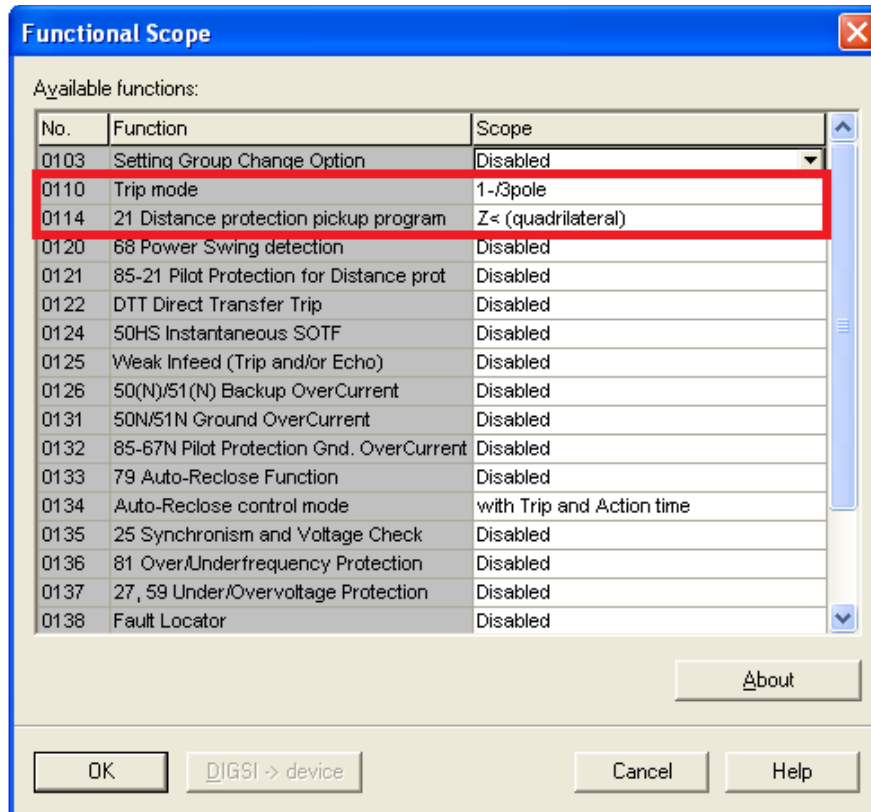 Functional Scope
Available functions:
No. Function Scope
0103 Setting Group Change Option Disabled
0110 Trip mode 1-/3pole
0114 21 Distance protection pickup program Z< (quadrilateral)
0120 68 Power Swing detection Disabled
0121 85-21 Pilot Protection for Distance prot Disabled
0122 DTT Direct Transfer Trip Disabled
0124 50HS Instantaneous SOTF Disabled
0125 Weak Infeed (Trip and/or Echo) Disabled
0126 50(N)/51(N) Backup OverCurrent Disabled
0131 50N/51N Ground OverCurrent Disabled
0132 85-67N Pilot Protection Gnd. OverCurrent Disabled
0133 79 Auto-Reclose Function Disabled
0134 Auto-Reclose control mode with Trip and Action time
0135 25 Synchronism and Voltage Check Disabled
0136 81 Over/Underfrequency Protection Disabled
0137 27, 59 Under/Overvoltage Protection Disabled
0138 Fault Locator Disabled
About
OK DIGSI -> device Cancel Help